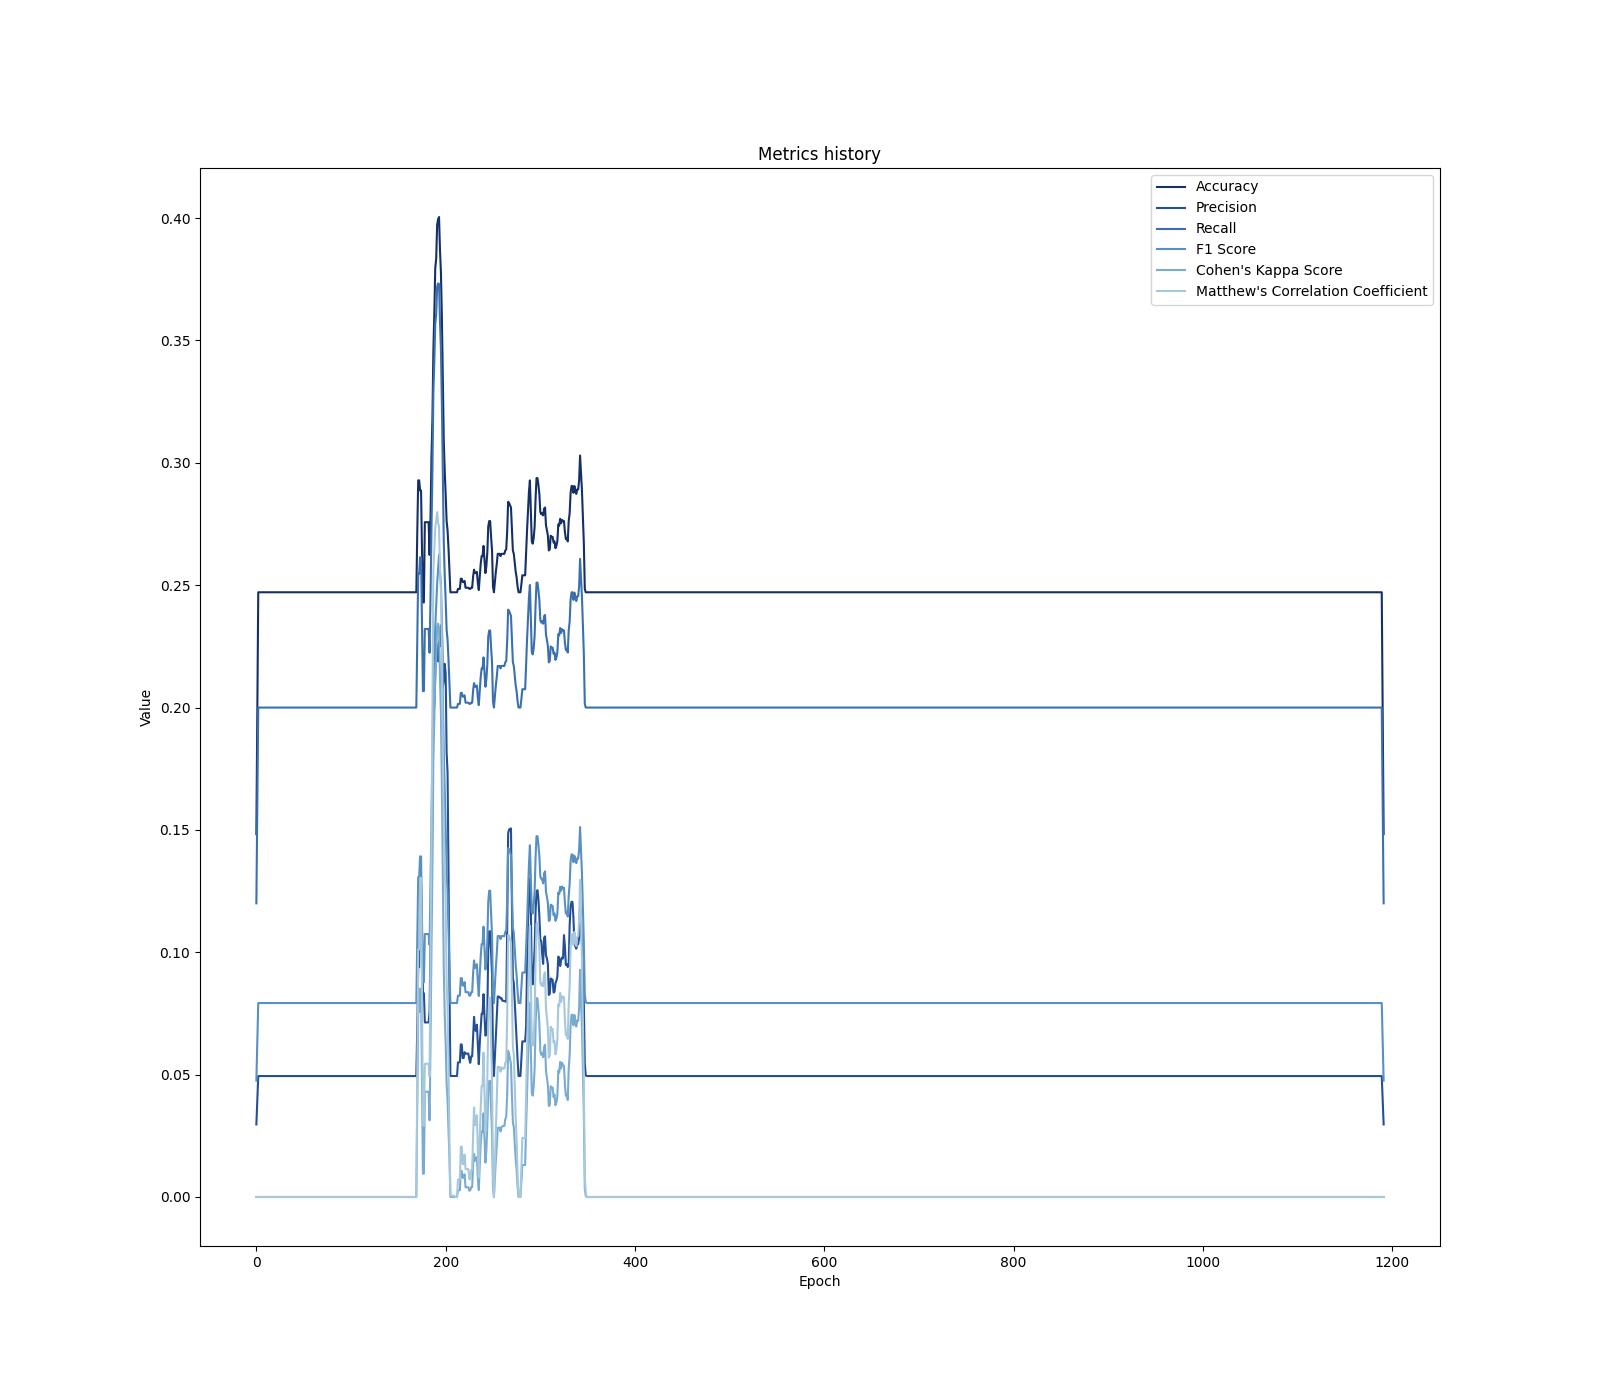 Metrics history
Accuracy
Precision
Recall
F1 Score
Cohen's Kappa Score
Matthew's Correlation Coefficient
0.40
0.35
0.30
0.25
0.20
0.15
0.10
0.05
0.00
Value
0 200 400 600 800 1000 1200
Epoch